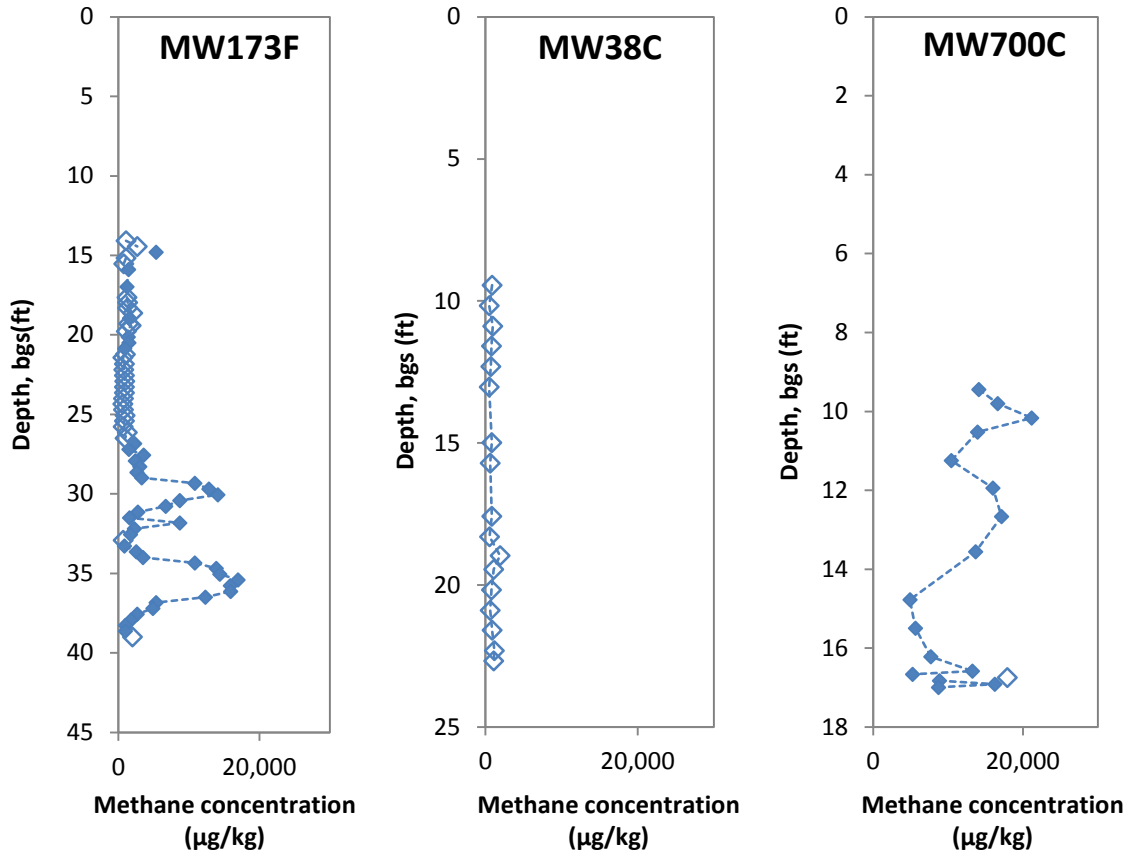 MW173F
0
5
10
15
20
25
30
35
40
45
Depth, bgs(ft)
0 20,000
Methane concentration
(µg/kg)
MW38C
0
5
10
15
20
25
Depth, bgs (ft)
0 20,000
Methane concentration
(µg/kg)
MW700C
0
2
4
6
8
10
12
14
16
18
Depth, bgs (ft)
0 20,000
Methane concentration
(µg/kg)